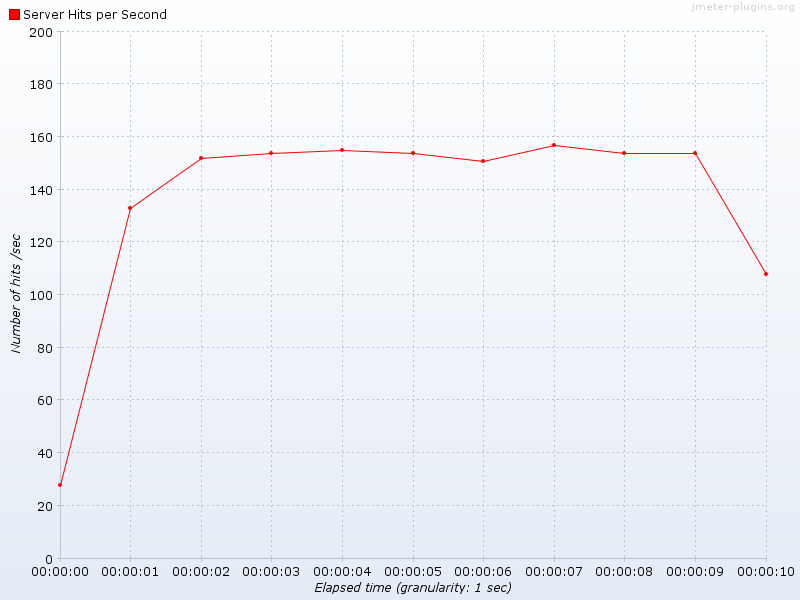 jmeter-plugins.org
Server Hits per Second
200
180
160
140
120
100
80
60
40
20
0
Number of hits /sec
00:00:00 00:00:01 00:00:02 00:00:03 00:00:04 00:00:05 00:00:06 00:00:07 00:00:08 00:00:09 00:00:10
Elapsed time (granularity: 1 sec)